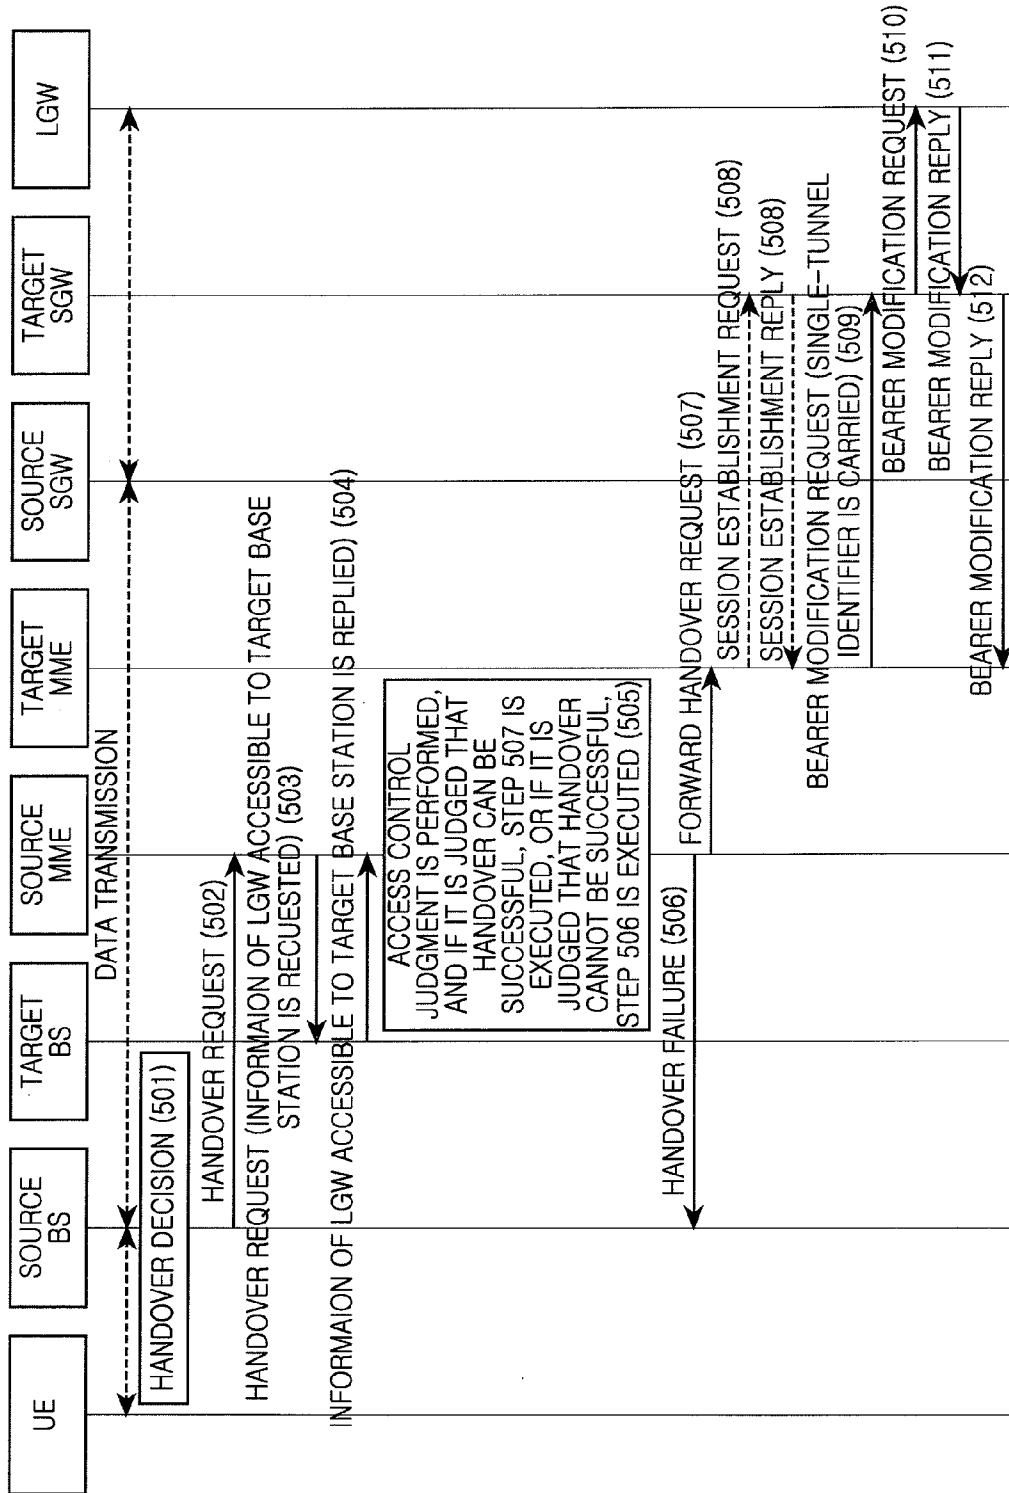 UE
SOURCE
BS
TARGET
BS
SOURCE
MME
TARGET
MME
SOURCE
SGW
TARGET
SGW
LGW
DATA TRANSMISSION
HANDOVER DECISION (501)
HANDOVER REQUEST (502)
HANDOVER REQUEST (INFORMAION OF LGW ACCESSIBLE TO TARGET BASE
STATION IS RECUESTED) (503)
INFORMAION OF LGW ACCESSIBLE TO TARGET BASE STATION IS REPLIED) (504)
ACCESS CONTROL
JUDGMENT IS PERFORMED,
AND IF IT IS JUDGED THAT
HANDOVER CAN BE
SUCCESSFUL, STEP 507 IS
EXECUTED, OR IF IT IS
JUDGED THAT HANDOVER
CANNOT BE SUCCESSFUL,
STEP 506 IS EXECUTED (505)
HANDOVER FAILURE (506)
FORWARD HANDOVER REQUEST (507)
SESSION ESTABLISHMENT REQUEST (508)
SESSION ESTABLISHMENT REPLY (508)
BEARER MODIFICATION REQUEST (SINGLE-TUNNEL
IDENTIFIER IS CARRIED) (509)
BEARER MODIFICATION REQUEST (510)
BEARER MODIFICATION REPLY (511)
BEARER MODIFICATION REPLY (512)